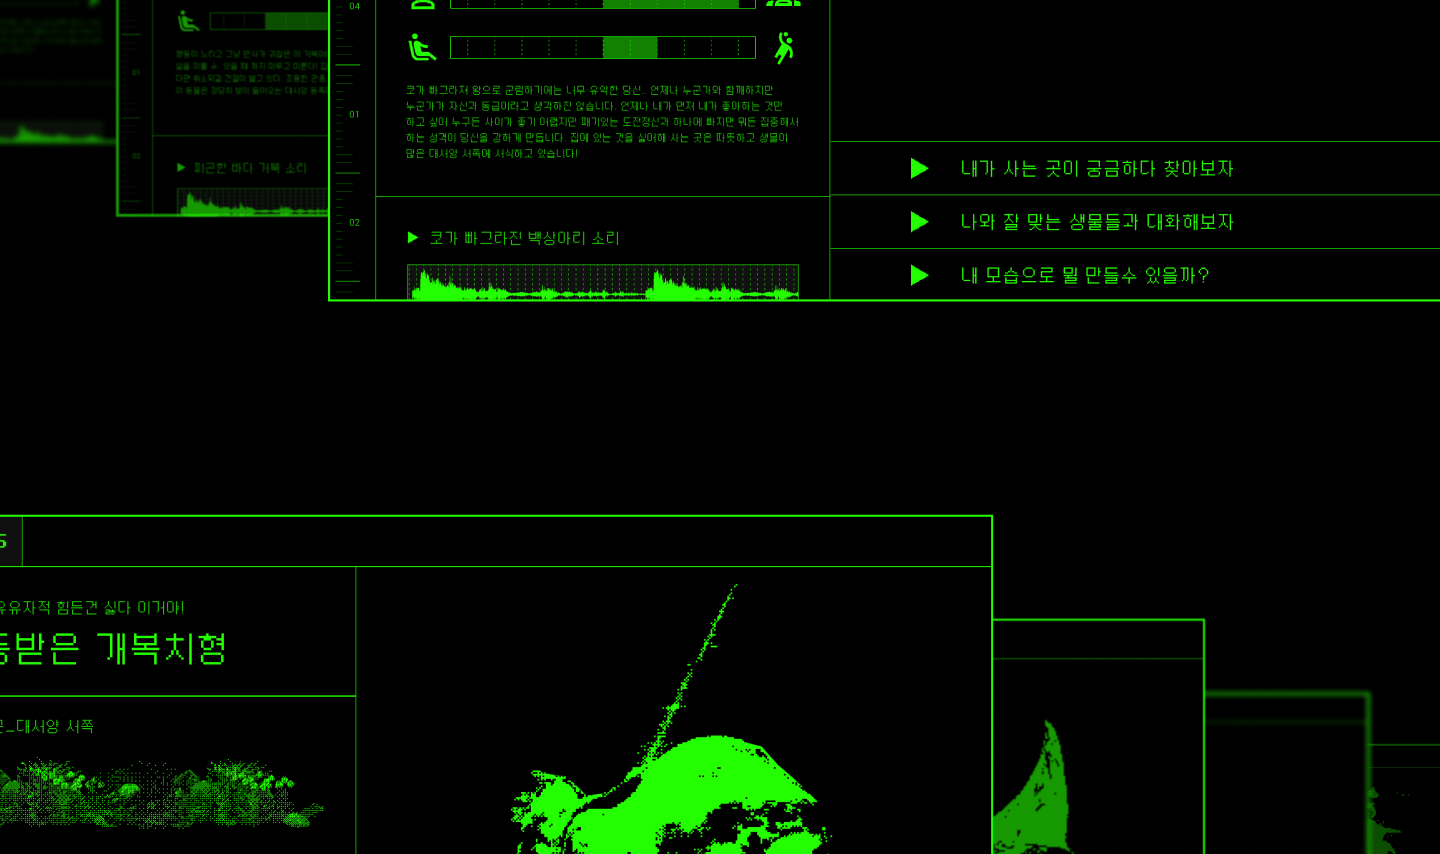 04
01
02
코가 빠그라져 왕으로 군림하기에는 너무 유약한 당신.. 언제나 누군가와 함께하지만
누군가가 자신과 동급이라고 생각하진 않습니다. 언제나 내가 먼저 내가 좋아하는 것만
하고 싶어 누구든 사이가 좋기 어렵지만 패기있는 도전정신과 하나에 빠지면 뭐든 집중해서
하는 성격이 당신을 강하게 만듭니다. 집에 있는 것을 싫어해 사는 곳은 따뜻하고 생물이
많은 대서양 서쪽에 서식하고 있습니다!
▶ 코가 빠그라진 백상아리 소리
01
02
▶ 피곤한 바다 거북 소리
▶ 내가 사는 곳이 궁금하다 찾아보자
▶ 나와 잘 맞는 생물들과 대화해보자
▶ 내 모습으로 뭘 만들수 있을까?
5
유유자적 힘든건 싫다 이거야!
받은 개복치형
_대서양 서쪽